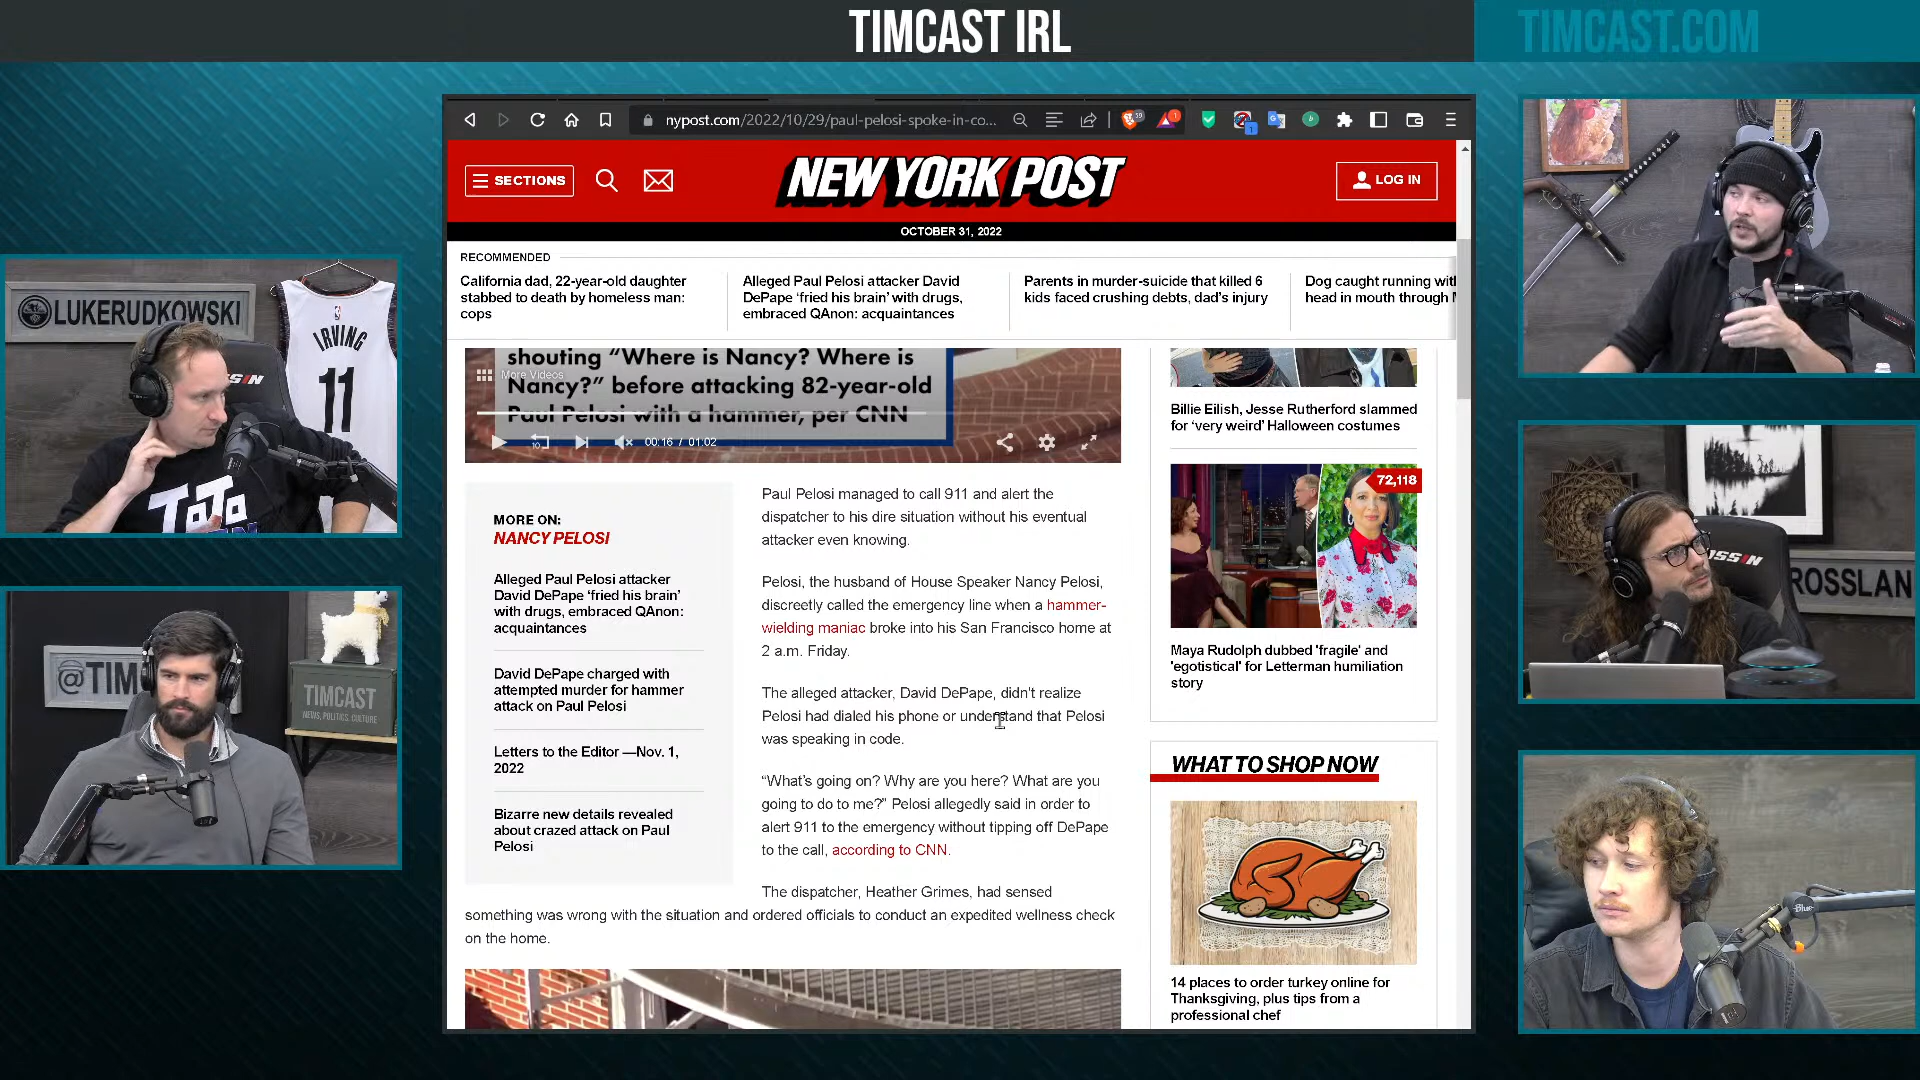 TIMCAST IRL
TIMCAST.COM
nypost.com/2022/10/29/paul-pelosi-spoke-in-co...
SECTIONS
NEW YORK POST
LOG IN
OCTOBER 31, 2022
RECOMMENDED
California dad, 22-year-old daughter
stabbed to death by homeless man:
cops
Alleged Paul Pelosi attacker David
DePape ‘fried his brain’ with drugs,
embraced QAnon: acquaintances
Parents in murder-suicide that killed 6
kids faced crushing debts, dad’s injury
Dog caught running with
head in mouth through
shouting “Where is Nancy? Where is
Nancy?” before attacking 82-year-old
Paul Pelosi with a hammer, per CNN
More Videos
10
00:16 / 01:02
MORE ON:
NANCY PELOSI
Alleged Paul Pelosi attacker
David DePape ‘fried his brain’
with drugs, embraced QAnon:
acquaintances
David DePape charged with
attempted murder for hammer
attack on Paul Pelosi
Letters to the Editor —Nov. 1,
2022
Bizarre new details revealed
about crazed attack on Paul
Pelosi
Paul Pelosi managed to call 911 and alert the
dispatcher to his dire situation without his eventual
attacker even knowing.
Pelosi, the husband of House Speaker Nancy Pelosi,
discreetly called the emergency line when a hammer-
wielding maniac broke into his San Francisco home at
2 a.m. Friday.
The alleged attacker, David DePape, didn’t realize
Pelosi had dialed his phone or understand that Pelosi
was speaking in code.
“What’s going on? Why are you here? What are you
going to do to me?” Pelosi allegedly said in order to
alert 911 to the emergency without tipping off DePape
to the call, according to CNN.
The dispatcher, Heather Grimes, had sensed
something was wrong with the situation and ordered officials to conduct an expedited wellness check
on the home.
Billie Eilish, Jesse Rutherford slammed
for ‘very weird’ Halloween costumes
72,118
Maya Rudolph dubbed 'fragile' and
'egotistical' for Letterman humiliation
story
WHAT TO SHOP NOW
14 places to order turkey online for
Thanksgiving, plus tips from a
professional chef
@LUKERUDKOWSKI
IRVING
11
@TIM
TIMCAST
NEWS, POLITICS, CULTURE
ROSSLAN
Blue